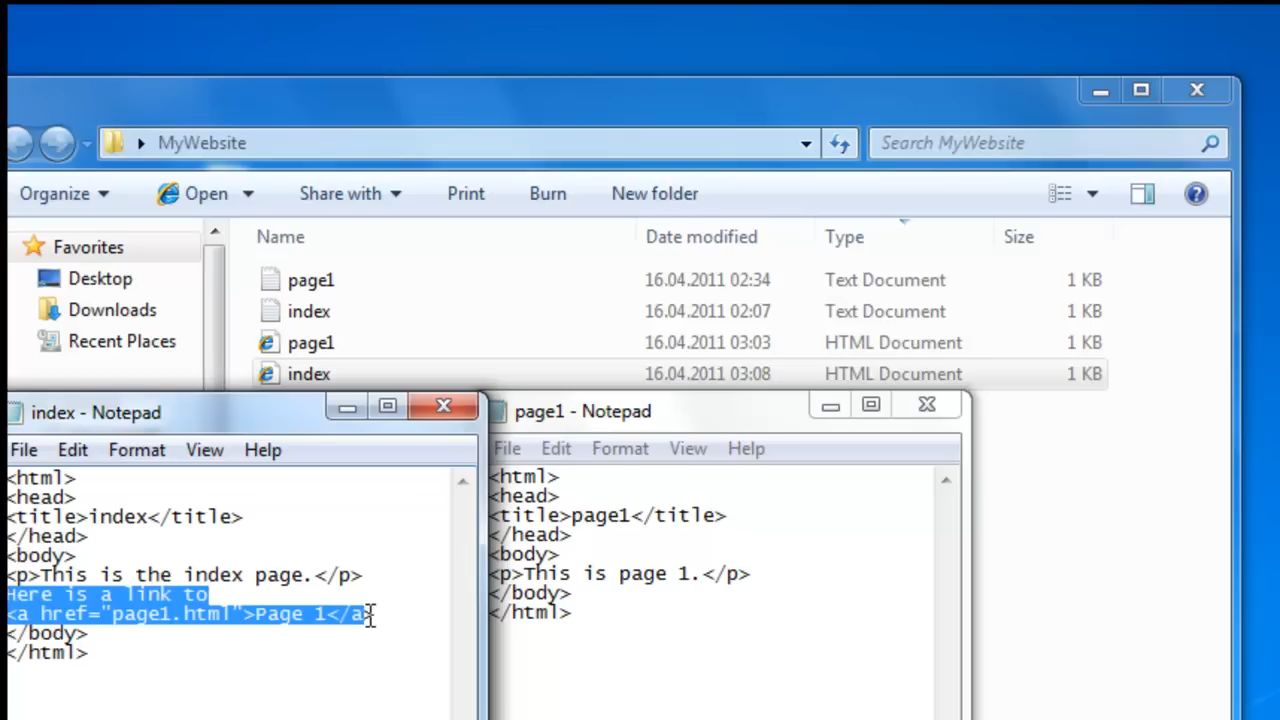 MyWebsite
Search MyWebsite
Organize Open Share with Print Burn New folder
Name Date modified Type Size
Favorites
Desktop
Downloads
Recent Places
page1 16.04.2011 02:34 Text Document 1 KB
index 16.04.2011 02:07 Text Document 1 KB
page1 16.04.2011 03:03 HTML Document 1 KB
index 16.04.2011 03:08 HTML Document 1 KB
index - Notepad
File Edit Format View Help
<html>
<head>
<title>index</title>
</head>
<body>
<p>This is the index page.</p>
Here is a link to
<a href="page1.html">Page 1</a>
</body>
</html>
page1 - Notepad
File Edit Format View Help
<html>
<head>
<title>page1</title>
</head>
<body>
<p>This is page 1.</p>
</body>
</html>